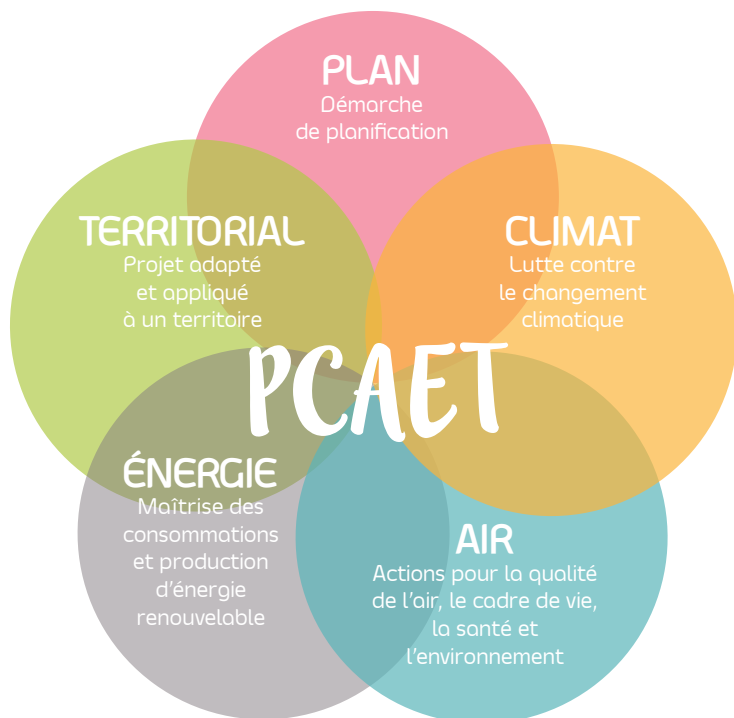 PLAN
Démarche
de planification
TERRITORIAL
Projet adapté
et appliqué
à un territoire
CLIMAT
Lutte contre
le changement
climatique
PCAET
ÉNERGIE
Maîtrise des
consommations
et production
d'énergie
renouvelable
AIR
Actions pour la qualité
de l'air, le cadre de vie,
la santé et
l'environnement